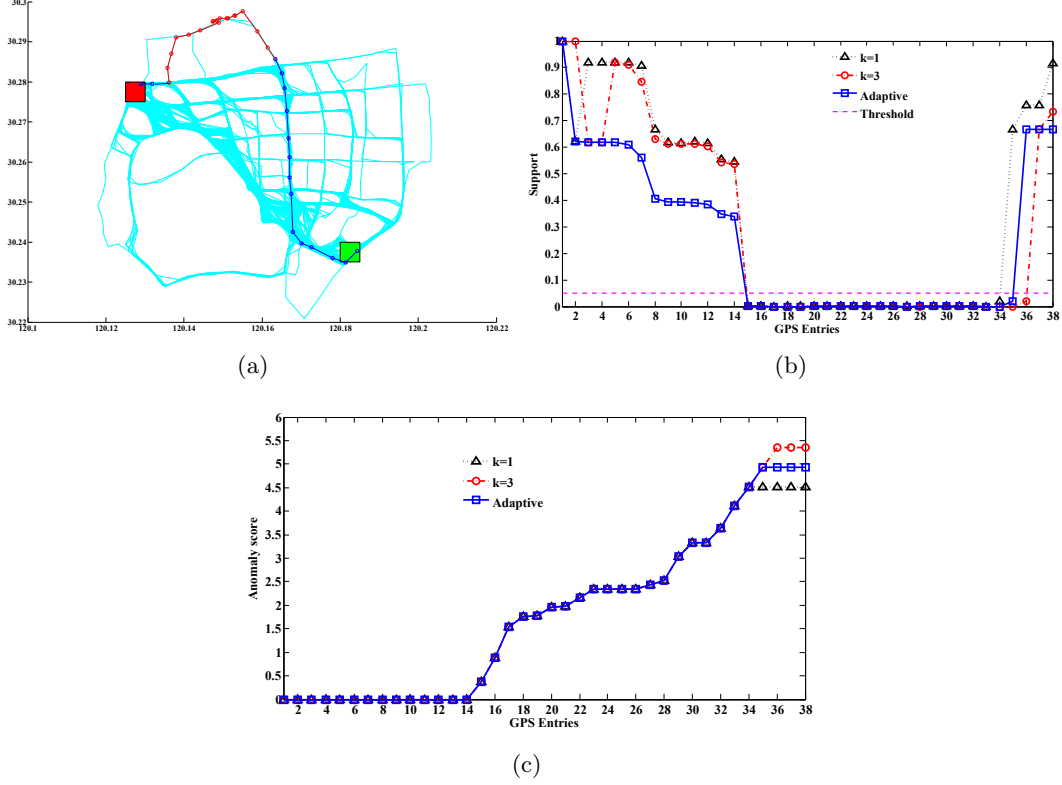 30.3
30.29
30.28
30.27
30.26
30.25
30.24
30.23
30.22
120.1 120.12 120.14 120.16 120.18 120.2 120.22
(a)
1
0.9
0.8
0.7
0.6
0.5
0.4
0.3
0.2
0.1
0
Support
k=1
k=3
Adaptive
Threshold
2 4 6 8 10 12 14 16 18 20 22 24 26 28 30 32 34 36 38
GPS Entries
(b)
6
5.5
5
4.5
4
3.5
3
2.5
2
1.5
1
0.5
0
Anomaly score
k=1
k=3
Adaptive
2 4 6 8 10 12 14 16 18 20 22 24 26 28 30 32 34 36 38
GPS Entries
(c)